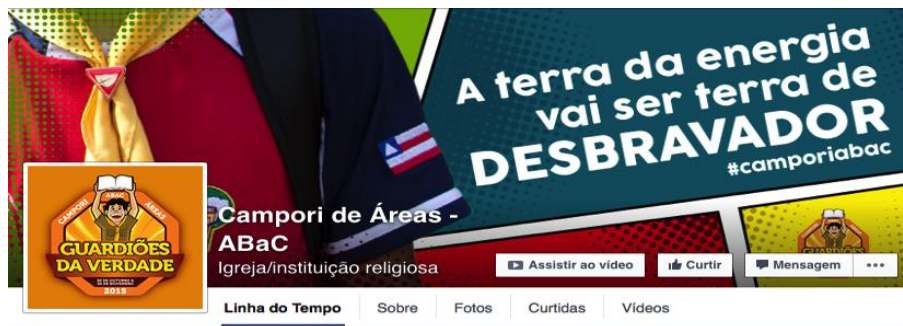 A terra da energia
vai ser terra de
DESBRAVADOR
#camporiabac
CAMPORI ABAC ÁREAS
GUARDIÕES
DA VERDADE
2015
Campori de Áreas -
ABaC
Igreja/instituição religiosa
Assistir ao vídeo
Curtir
Mensagem
Linha do Tempo
Sobre
Fotos
Curtidas
Vídeos